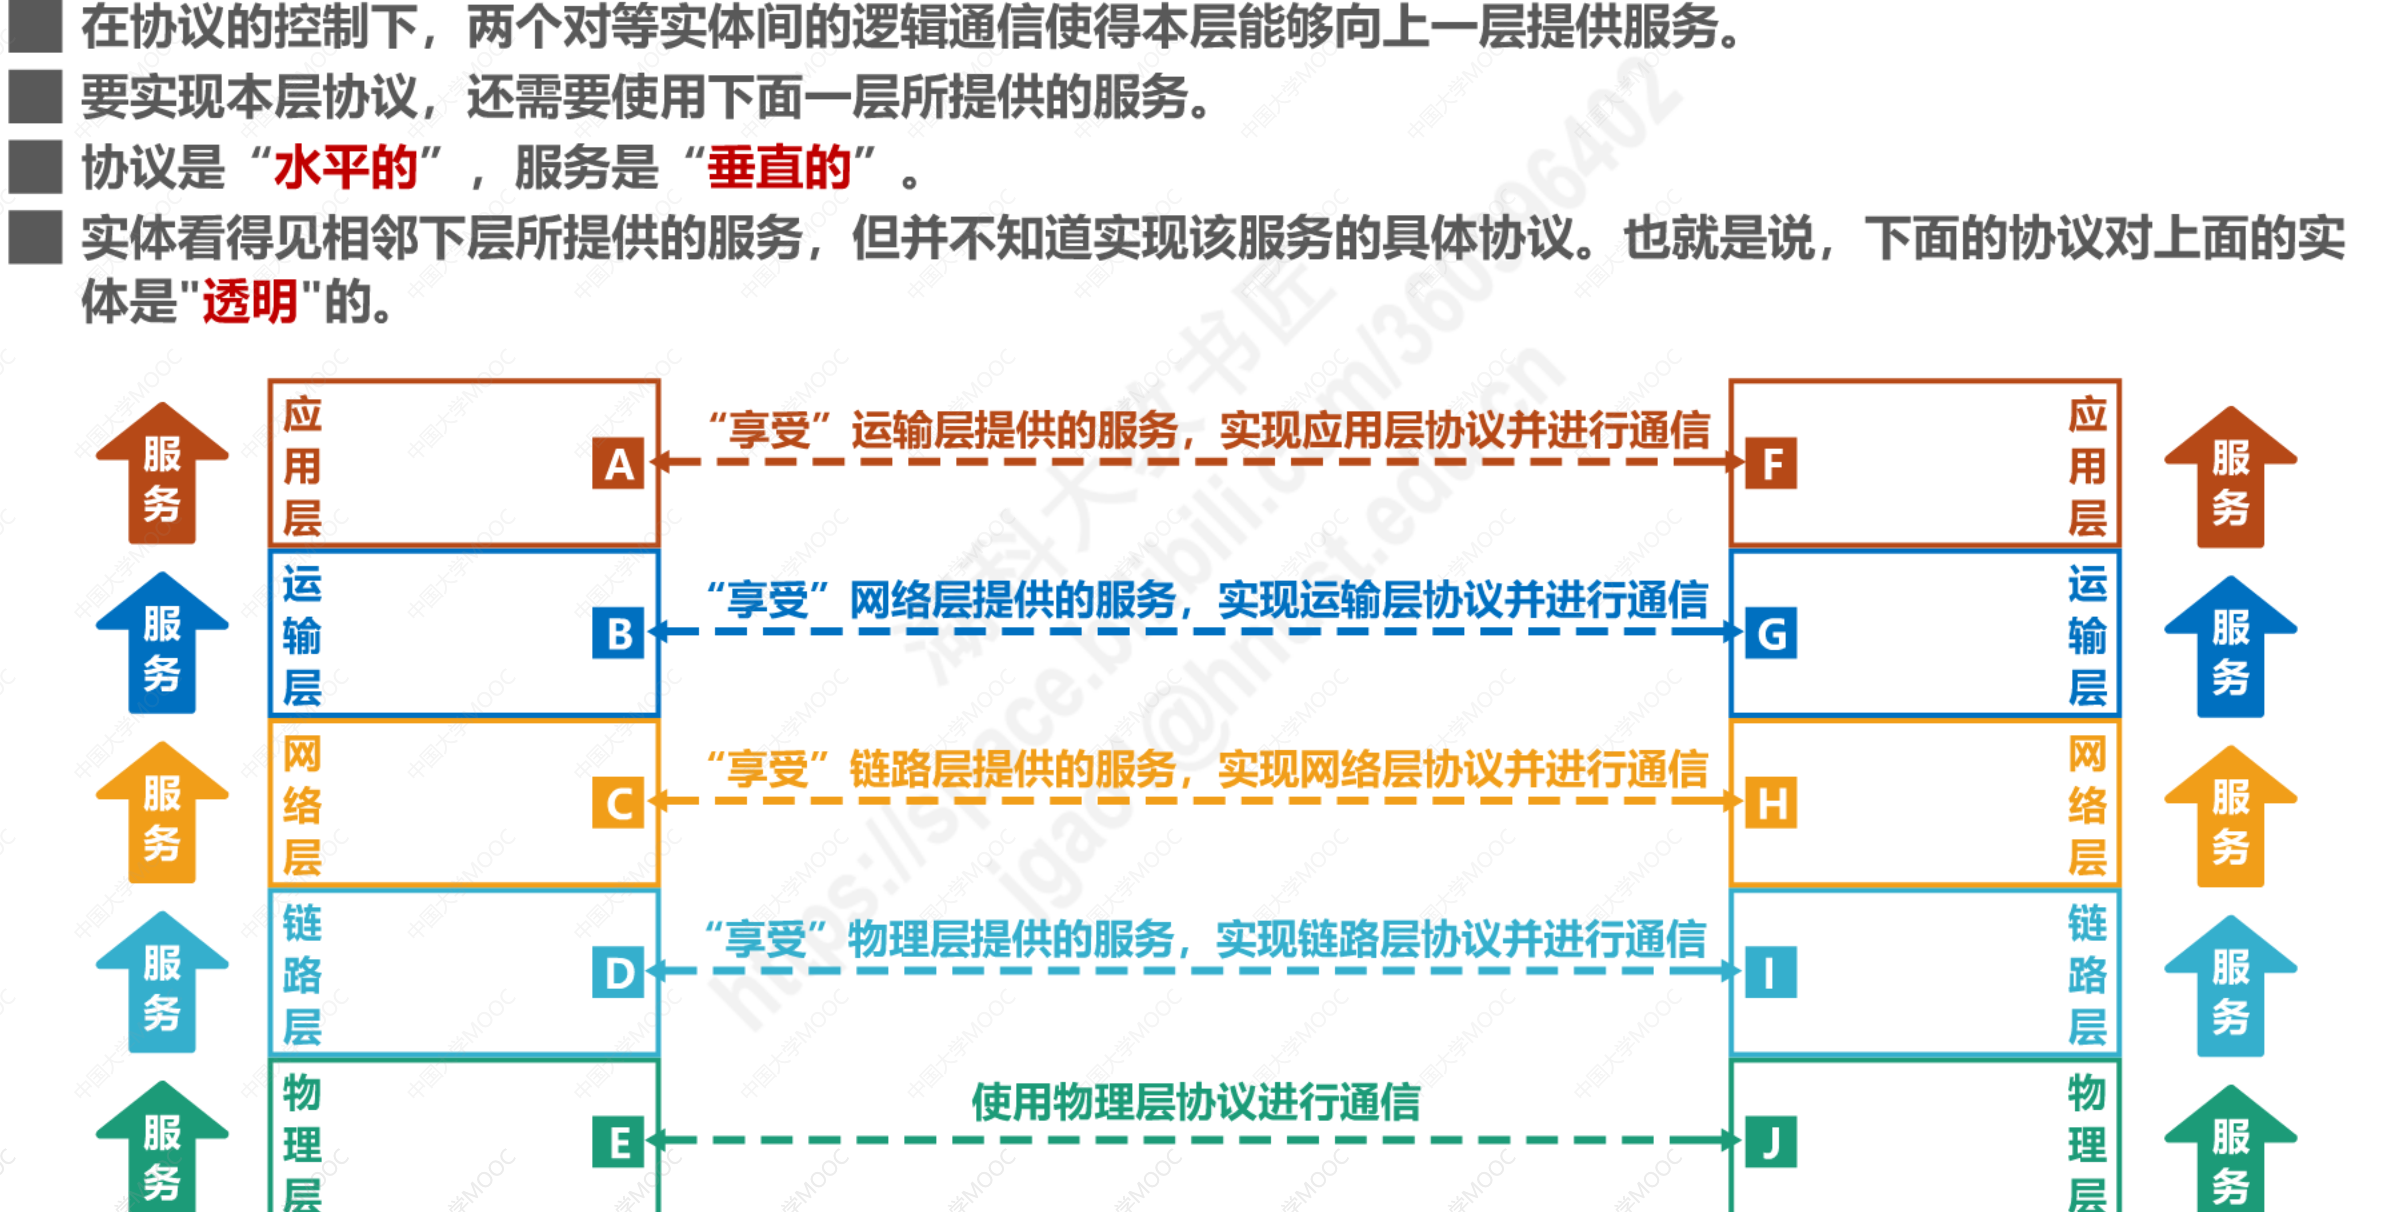 在协议的控制下，两个对等实体间的逻辑通信使得本层能够向上一层提供服务。
要实现本层协议，还需要使用下面一层所提供的服务。
协议是“水平的”，服务是“垂直的”。
实体看得见相邻下层所提供的服务，但并不知道实现该服务的具体协议。也就是说，下面的协议对上面的实
体是"透明"的。
服务
应用层
A
“享受”运输层提供的服务，实现应用层协议并进行通信
F
应用层
服务
服务
运输层
B
“享受”网络层提供的服务，实现运输层协议并进行通信
G
运输层
服务
服务
网络层
C
“享受”链路层提供的服务，实现网络层协议并进行通信
H
网络层
服务
服务
链路层
D
“享受”物理层提供的服务，实现链路层协议并进行通信
I
链路层
服务
服务
物理层
E
使用物理层协议进行通信
J
物理层
服务
湖科大教书匠
https://space.bilibili.com/360996402
中国大学MOOC